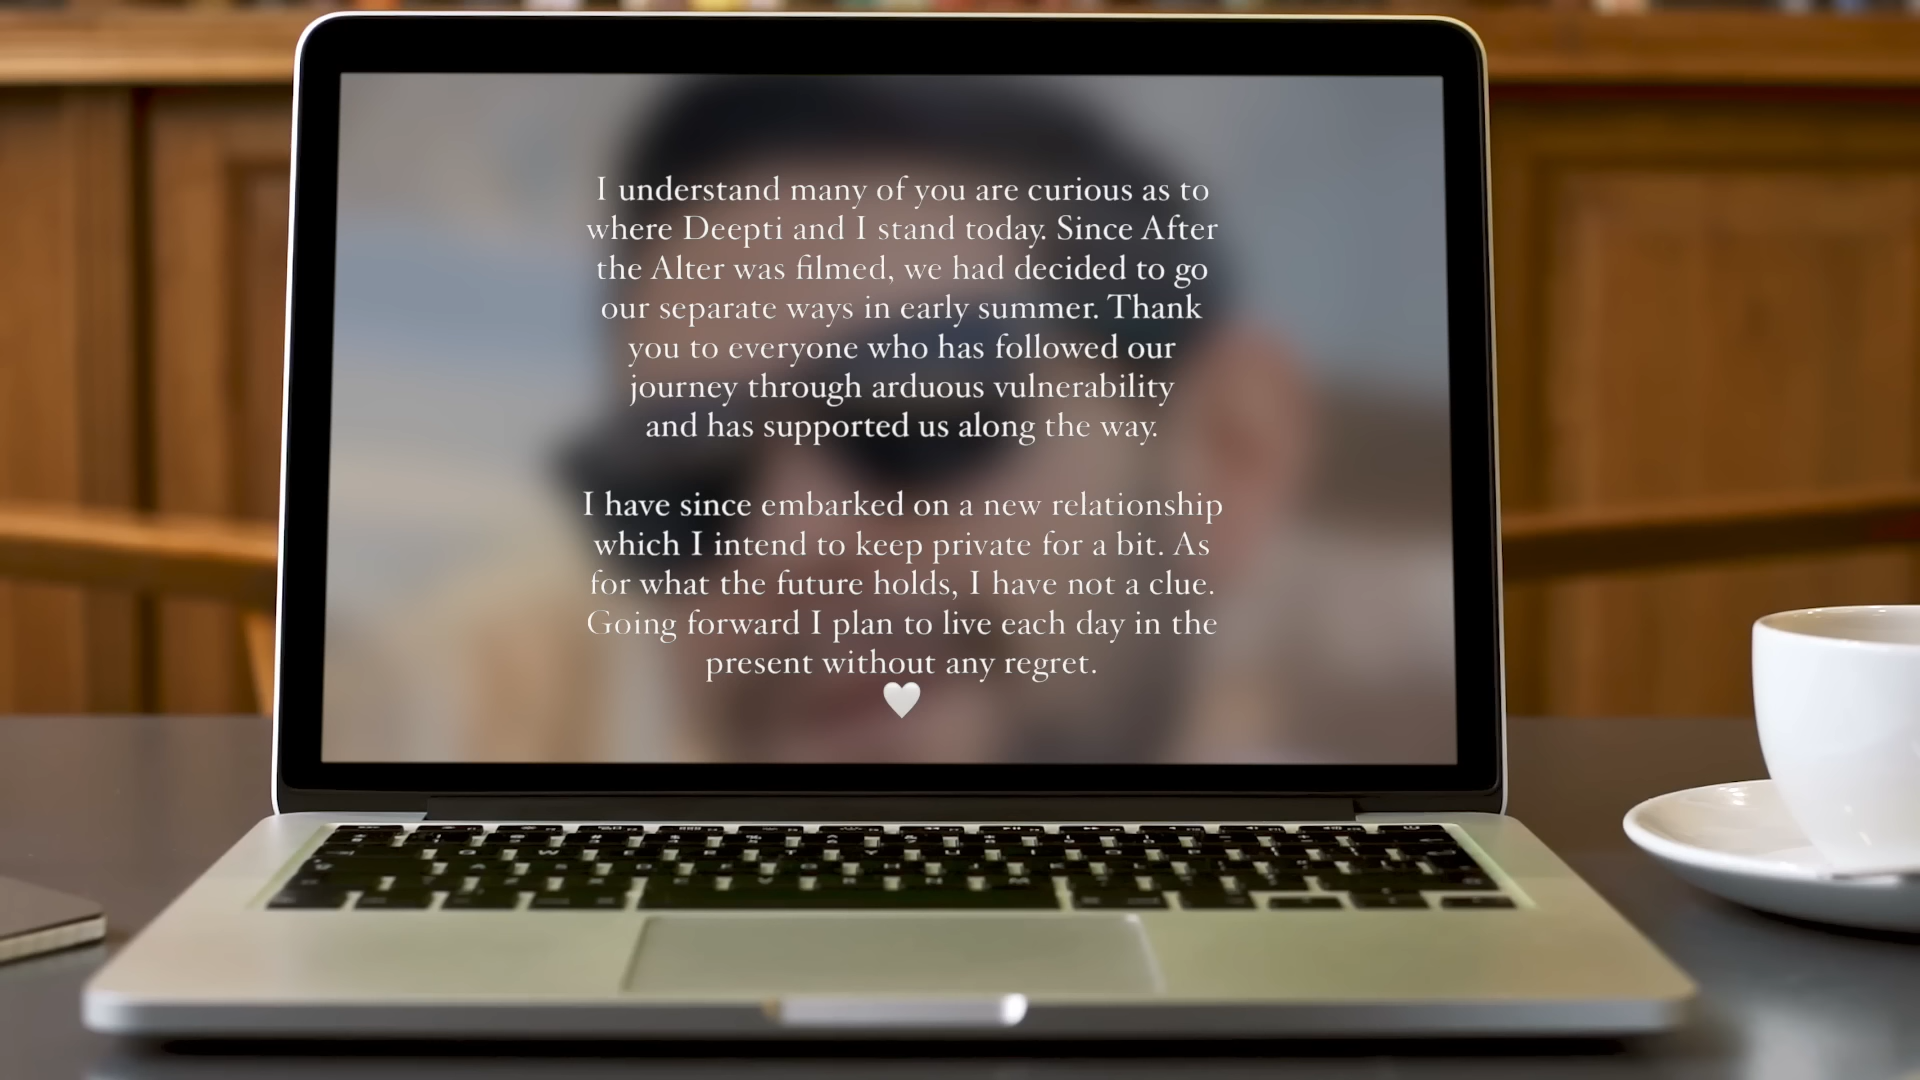 I understand many of you are curious as to
where Deepti and I stand today. Since After
the Alter was filmed, we had decided to go
our separate ways in early summer. Thank
you to everyone who has followed our
journey through arduous vulnerability
and has supported us along the way.
I have since embarked on a new relationship
which I intend to keep private for a bit. As
for what the future holds, I have not a clue.
Going forward I plan to live each day in the
present without any regret.
🤍